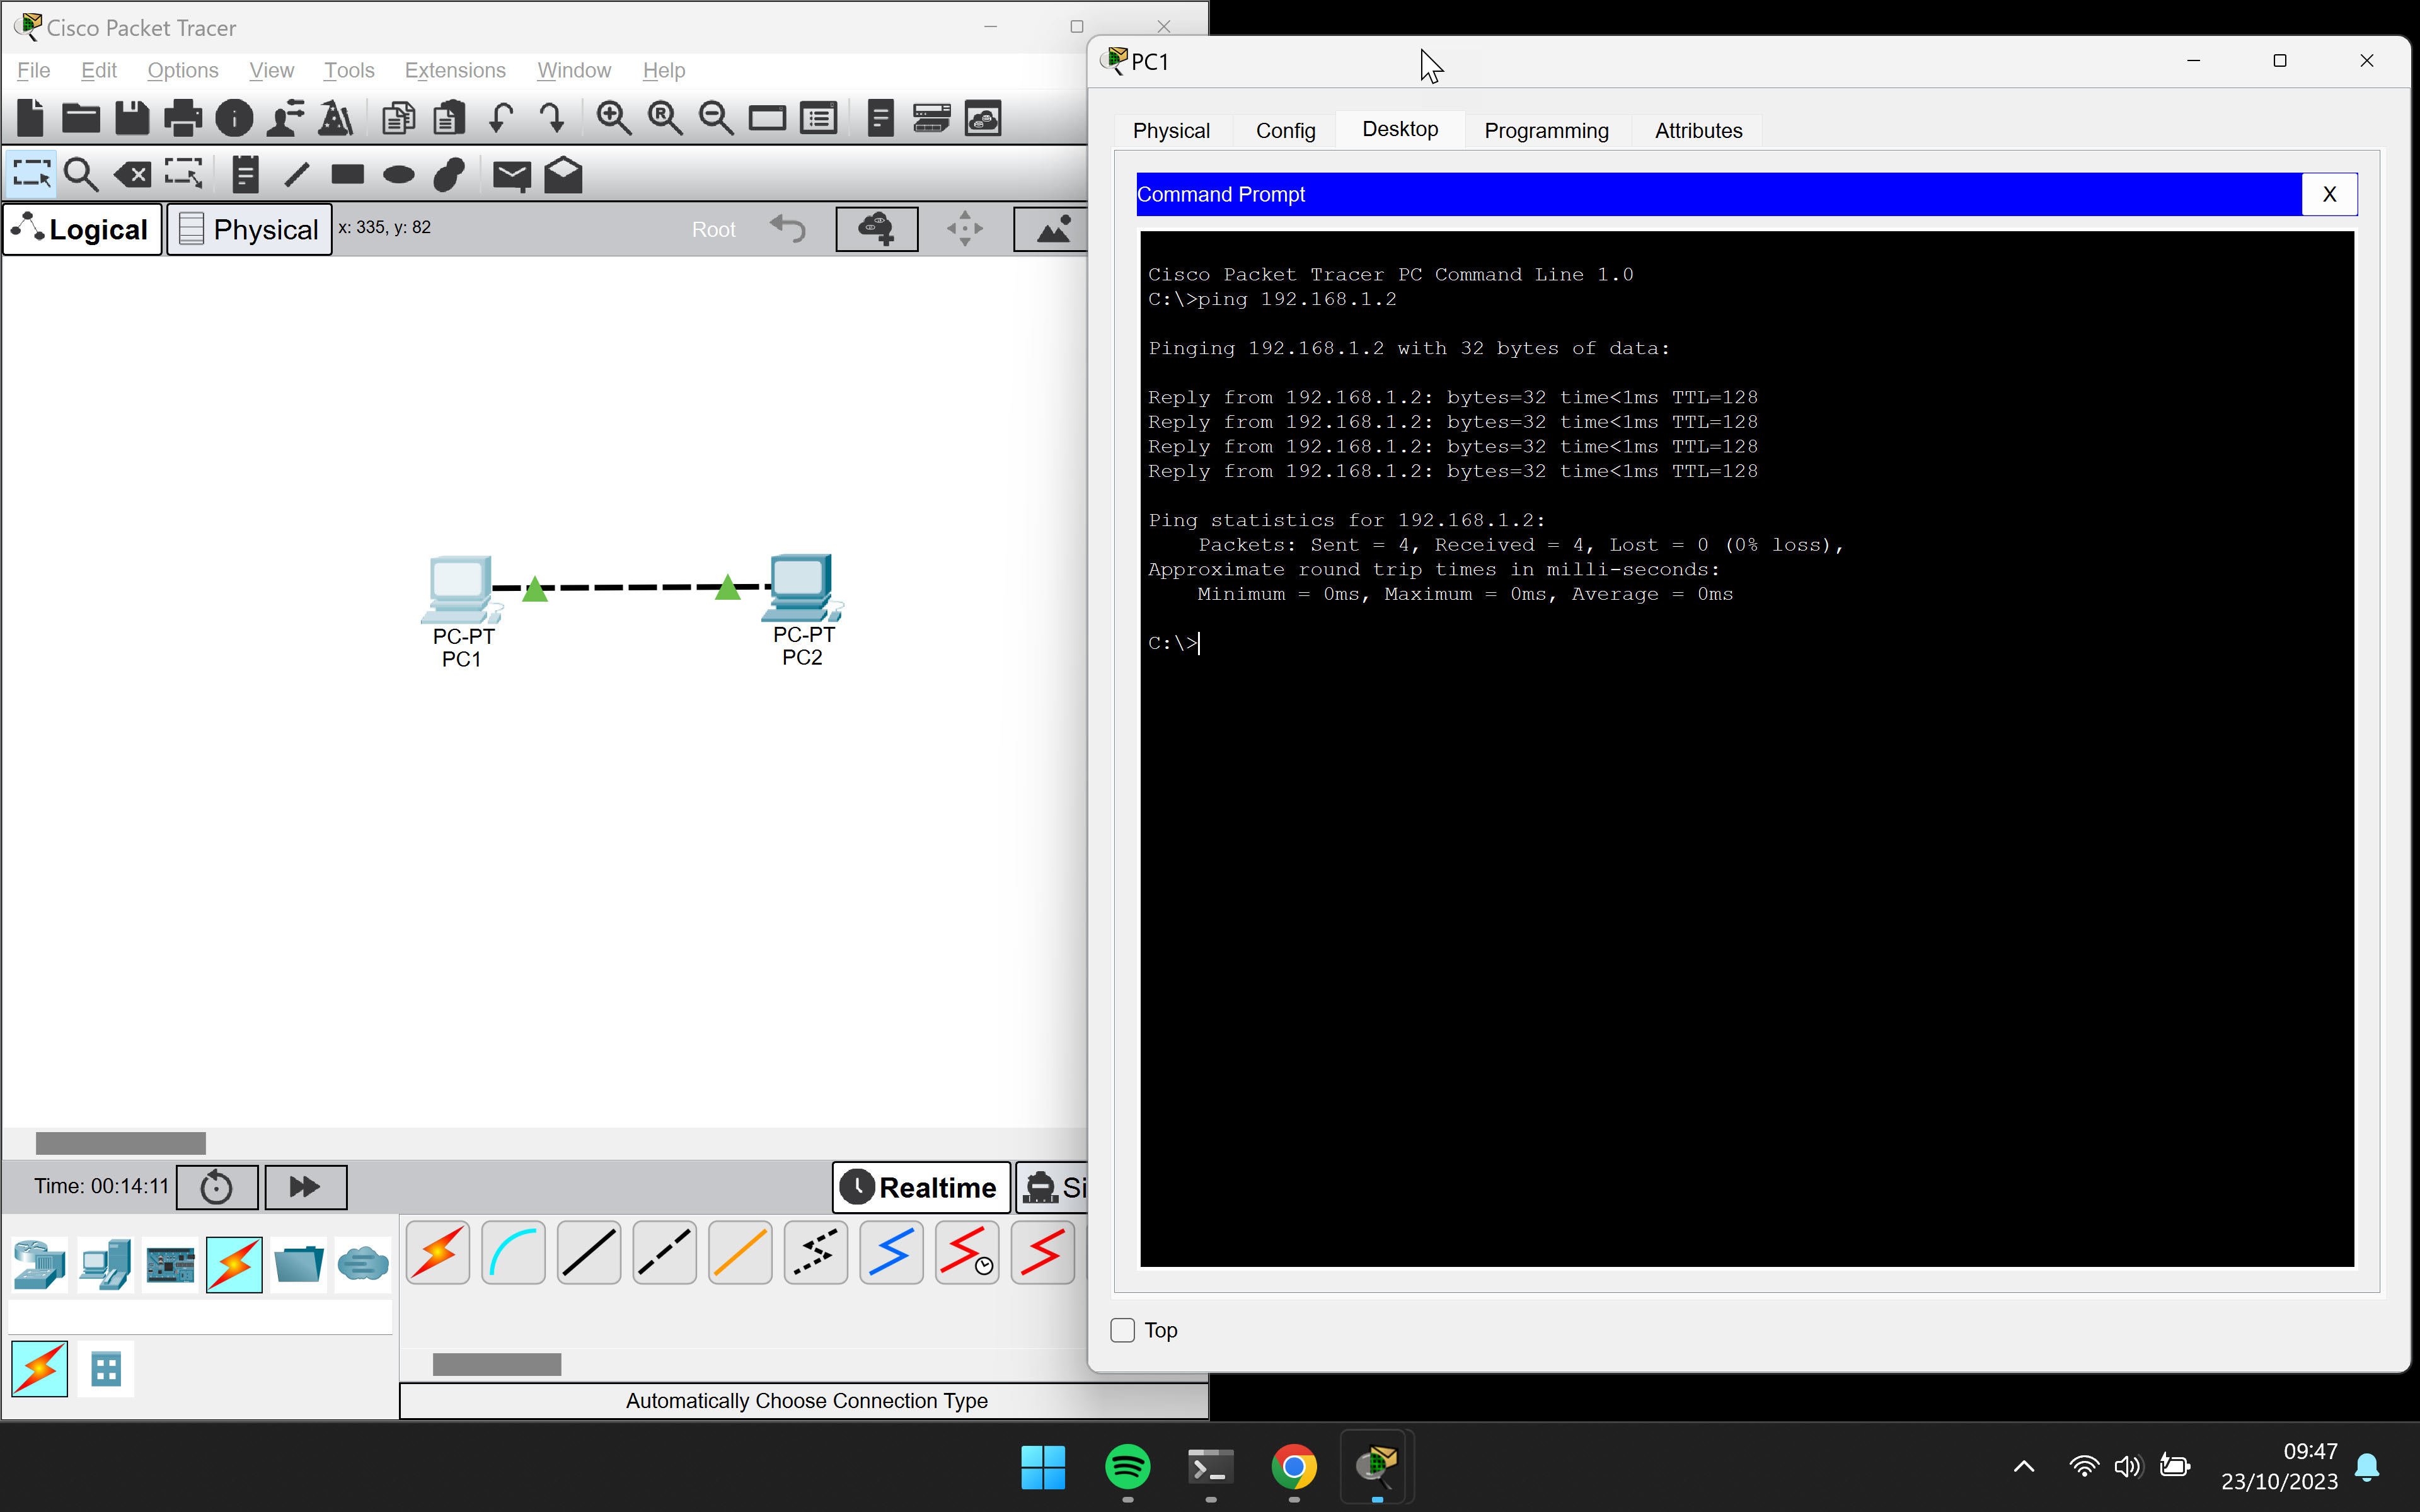 Cisco Packet Tracer
File Edit Options View Tools Extensions Window Help
Logical Physical x: 335, y: 82 Root
PC-PT
PC1
PC-PT
PC2
Time: 00:14:11 Realtime Si
Automatically Choose Connection Type
PC1
Physical Config Desktop Programming Attributes
Command Prompt X
Cisco Packet Tracer PC Command Line 1.0
C:\>ping 192.168.1.2
Pinging 192.168.1.2 with 32 bytes of data:
Reply from 192.168.1.2: bytes=32 time<1ms TTL=128
Reply from 192.168.1.2: bytes=32 time<1ms TTL=128
Reply from 192.168.1.2: bytes=32 time<1ms TTL=128
Reply from 192.168.1.2: bytes=32 time<1ms TTL=128
Ping statistics for 192.168.1.2:
Packets: Sent = 4, Received = 4, Lost = 0 (0% loss),
Approximate round trip times in milli-seconds:
Minimum = 0ms, Maximum = 0ms, Average = 0ms
C:\>
Top
09:47
23/10/2023